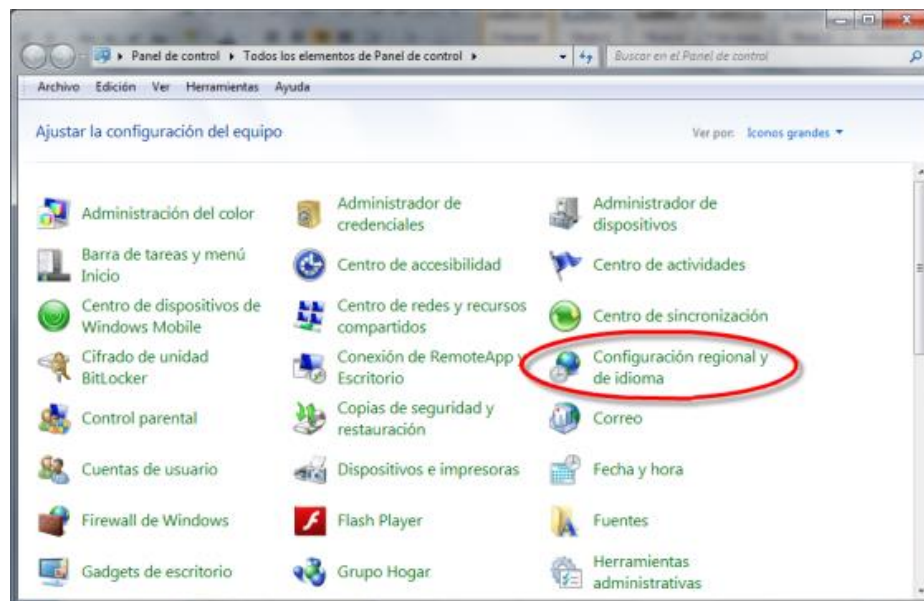 Panel de control ▸ Todos los elementos de Panel de control ▸
Buscar en el Panel de control
Archivo Edición Ver Herramientas Ayuda
Ajustar la configuración del equipo
Ver por: Iconos grandes
Administración del color
Administrador de
credenciales
Administrador de
dispositivos
Barra de tareas y menú
Inicio
Centro de accesibilidad
Centro de actividades
Centro de dispositivos de
Windows Mobile
Centro de redes y recursos
compartidos
Centro de sincronización
Cifrado de unidad
BitLocker
Conexión de RemoteApp y
Escritorio
Configuración regional y
de idioma
Control parental
Copias de seguridad y
restauración
Correo
Cuentas de usuario
Dispositivos e impresoras
Fecha y hora
Firewall de Windows
Flash Player
Fuentes
Gadgets de escritorio
Grupo Hogar
Herramientas
administrativas